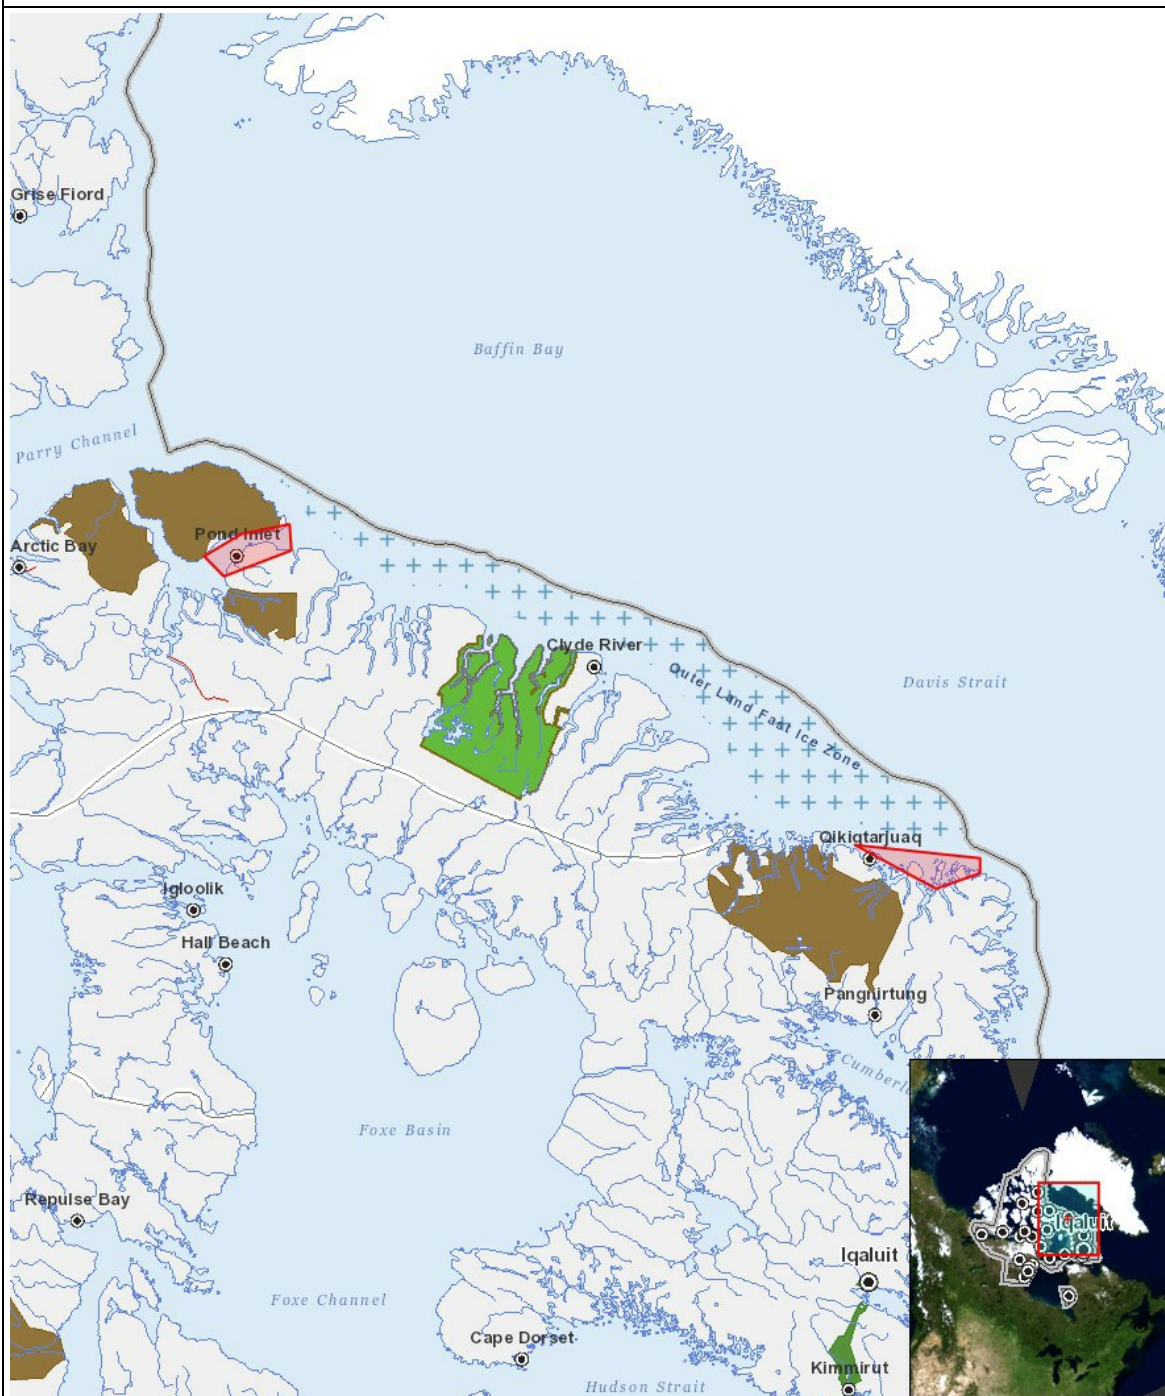 Grise Fiord
Baffin Bay
Parry Channel
Pond Inlet
Arctic Bay
Clyde River
Outer Land Fast Ice Zone
Davis Strait
Qikiqtarjuaq
Igloolik
Hall Beach
Pangnirtung
Cumberl
Foxe Basin
Repulse Bay
Iqaluit
Iqaluit
Foxe Channel
Cape Dorset
Kimmirut
Hudson Strait